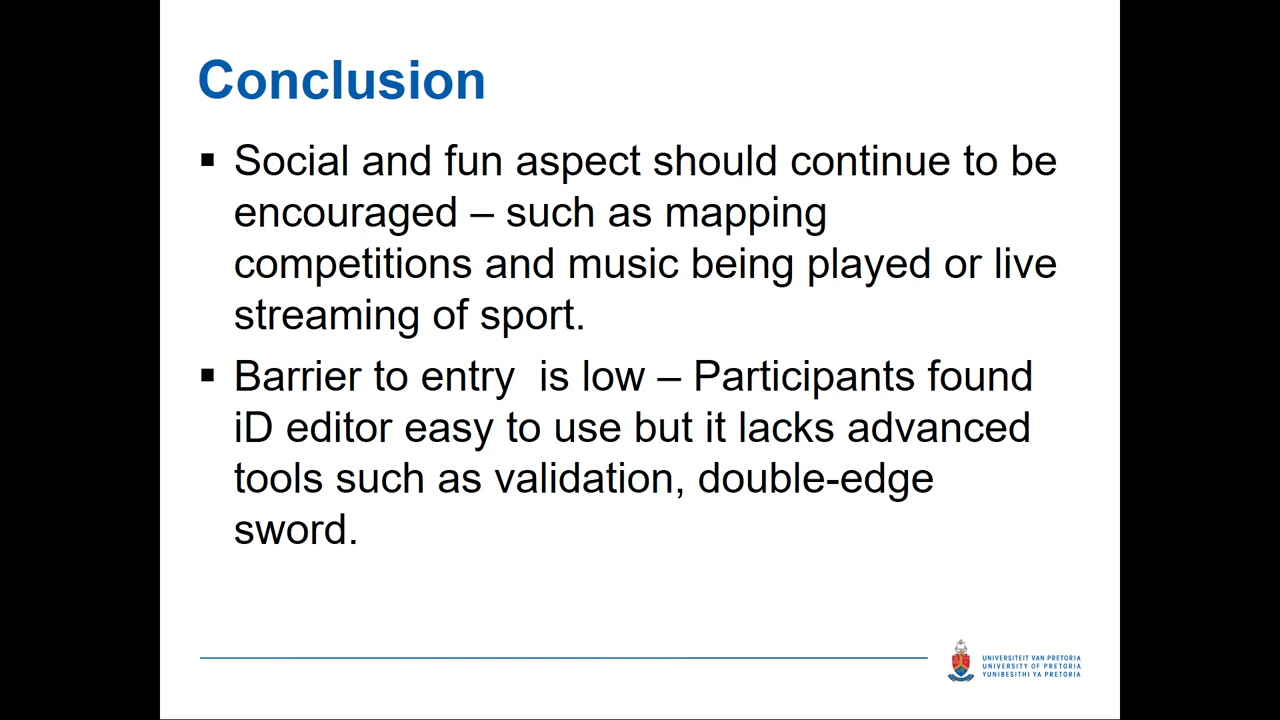 Conclusion
▪ Social and fun aspect should continue to be
encouraged – such as mapping
competitions and music being played or live
streaming of sport.
▪ Barrier to entry  is low – Participants found
iD editor easy to use but it lacks advanced
tools such as validation, double-edge
sword.
UNIVERSITEIT VAN PRETORIA
UNIVERSITY OF PRETORIA
YUNIBESITHI YA PRETORIA